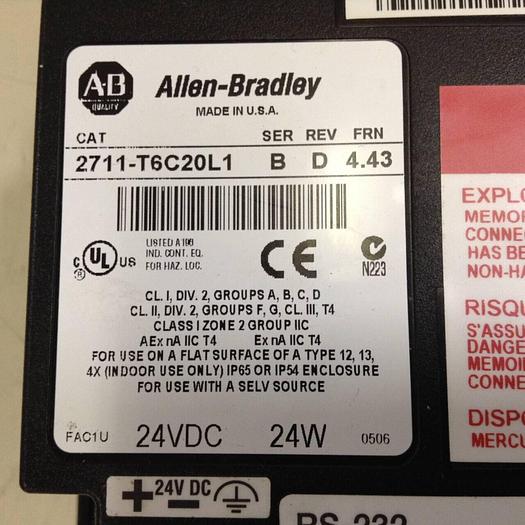 A-B
QUALITY
Allen-Bradley
MADE IN U.S.A.
CAT SER REV FRN
2711-T6C20L1 B D 4.43
C UL US
®
LISTED A196
IND. CONT. EQ.
FOR HAZ. LOC.
CE
N223
CL. I, DIV. 2, GROUPS A, B, C, D
CL. II, DIV. 2, GROUPS F, G, CL. III, T4
CLASS I ZONE 2 GROUP IIC
AEx nA IIC T4 Ex nA IIC T4
FOR USE ON A FLAT SURFACE OF A TYPE 12, 13,
4X (INDOOR USE ONLY) IP65 OR IP54 ENCLOSURE
FOR USE WITH A SELV SOURCE
FAC1U 24VDC 24W 0506
24V DC
RS-232
EXPLO
MEMOR
CONNEC
HAS BE
NON-HA
RISQU
S'ASSU
DANGE
MEMOI
CONNE
DISPO
MERCU